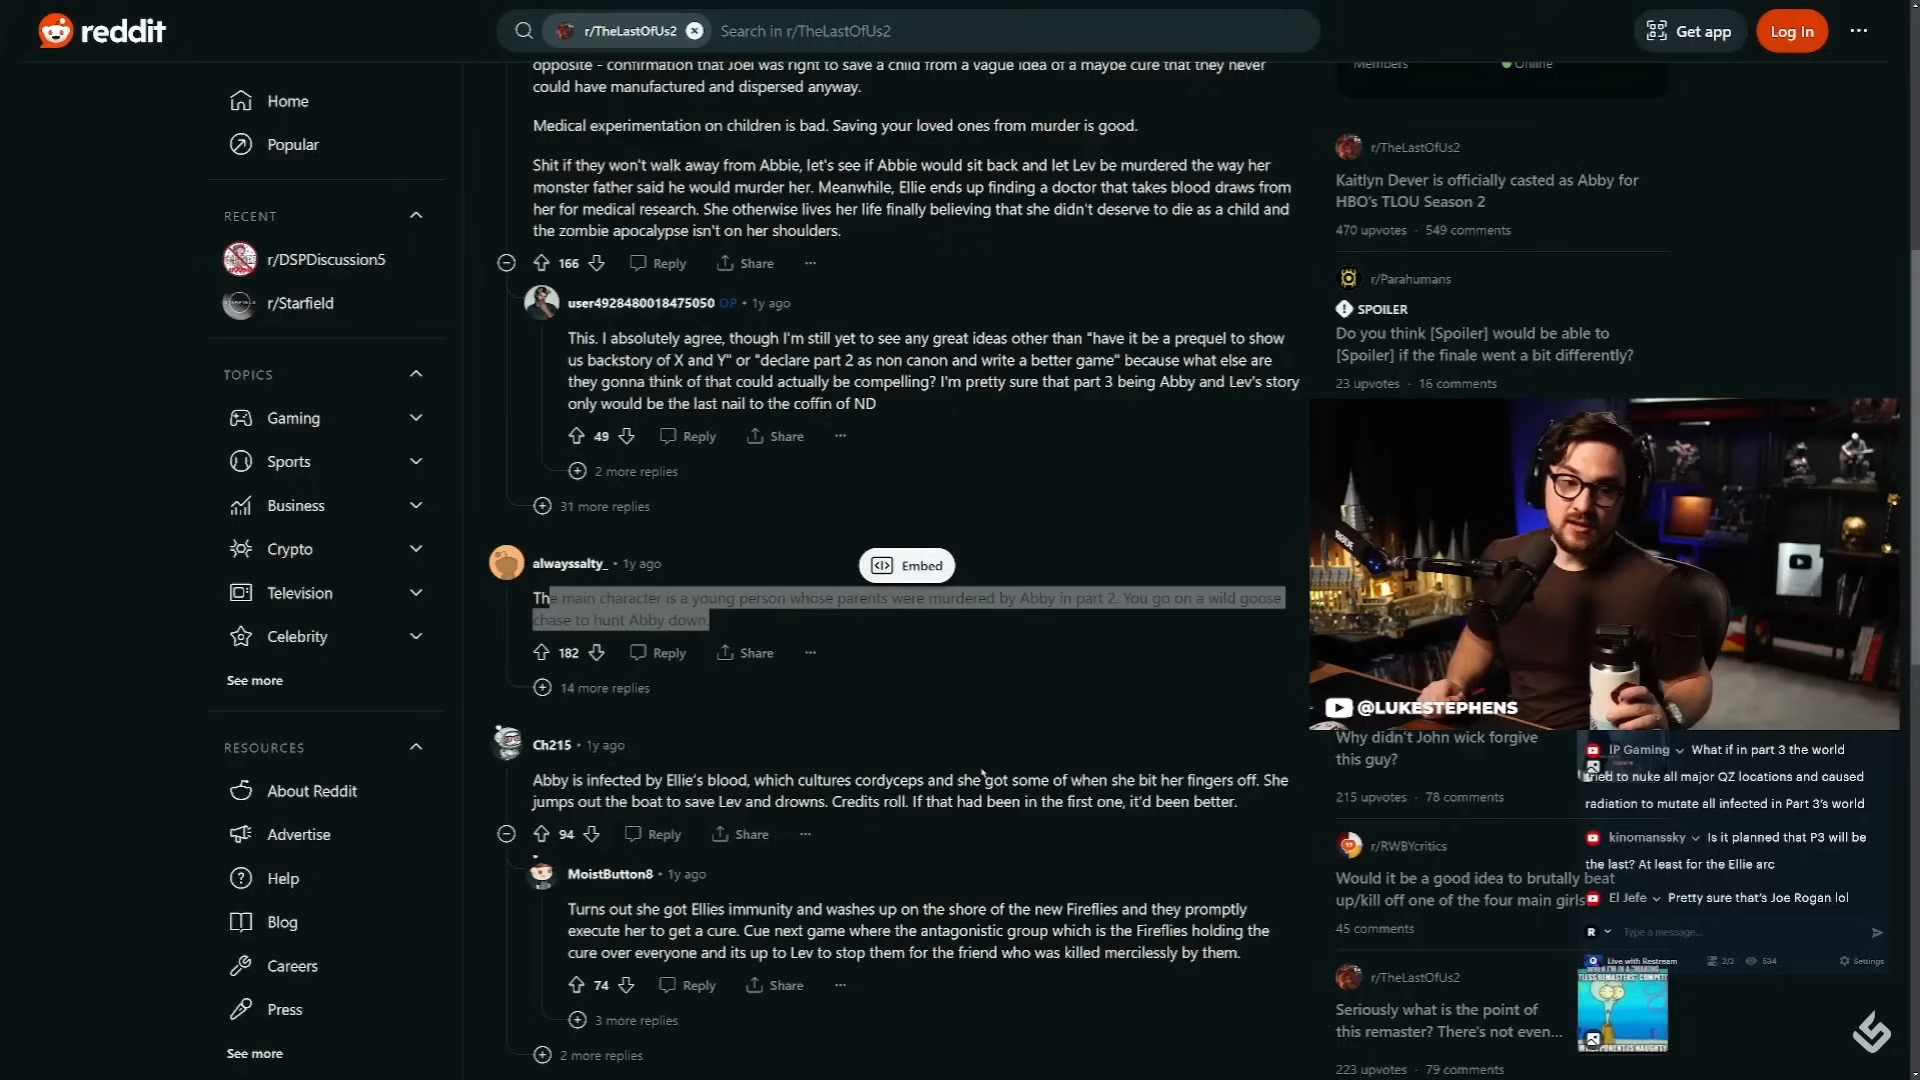 reddit
r/TheLastOfUs2
Search in r/TheLastOfUs2
Get app
Log In
Home
Popular
RECENT
r/DSPDiscussion5
r/Starfield
TOPICS
Gaming
Sports
Business
Crypto
Television
Celebrity
See more
RESOURCES
About Reddit
Advertise
Help
Blog
Careers
Press
See more
opposite - confirmation that Joel was right to save a child from a vague idea of a maybe cure that they never
could have manufactured and dispersed anyway.
Medical experimentation on children is bad. Saving your loved ones from murder is good.
Shit if they won't walk away from Abbie, let's see if Abbie would sit back and let Lev be murdered the way her
monster father said he would murder her. Meanwhile, Ellie ends up finding a doctor that takes blood draws from
her for medical research. She otherwise lives her life finally believing that she didn't deserve to die as a child and
the zombie apocalypse isn't on her shoulders.
166 Reply Share
user4928480018475050 OP • 1y ago
This. I absolutely agree, though I'm still yet to see any great ideas other than "have it be a prequel to show
us backstory of X and Y" or "declare part 2 as non canon and write a better game" because what else are
they gonna think of that could actually be compelling? I'm pretty sure that part 3 being Abby and Lev's story
only would be the last nail to the coffin of ND
49 Reply Share
2 more replies
31 more replies
alwayssalty_ • 1y ago
Embed
The main character is a young person whose parents were murdered by Abby in part 2. You go on a wild goose
chase to hunt Abby down.
182 Reply Share
14 more replies
Ch215 • 1y ago
Abby is infected by Ellie's blood, which cultures cordyceps and she got some of when she bit her fingers off. She
jumps out the boat to save Lev and drowns. Credits roll. If that had been in the first one, it'd been better.
94 Reply Share
MoistButton8 • 1y ago
Turns out she got Ellies immunity and washes up on the shore of the new Fireflies and they promptly
execute her to get a cure. Cue next game where the antagonistic group which is the Fireflies holding the
cure over everyone and its up to Lev to stop them for the friend who was killed mercilessly by them.
74 Reply Share
3 more replies
2 more replies
Members Online
r/TheLastOfUs2
Kaitlyn Dever is officially casted as Abby for
HBO's TLOU Season 2
470 upvotes · 549 comments
r/Parahumans
SPOILER
Do you think [Spoiler] would be able to
[Spoiler] if the finale went a bit differently?
23 upvotes · 16 comments
RØDE
@LUKESTEPHENS
Why didn't John wick forgive
this guy?
215 upvotes · 78 comments
r/RWBYcritics
Would it be a good idea to brutally beat
up/kill off one of the four main girls
45 comments
r/TheLastOfUs2
Seriously what is the point of
this remaster? There's not even...
223 upvotes · 79 comments
IP Gaming What if in part 3 the world
tried to nuke all major QZ locations and caused
radiation to mutate all infected in Part 3's world
kinomanssky Is it planned that P3 will be
the last? At least for the Ellie arc
El Jefe Pretty sure that's Joe Rogan lol
R Type a message...
Live with Restream 2/2 534 Settings